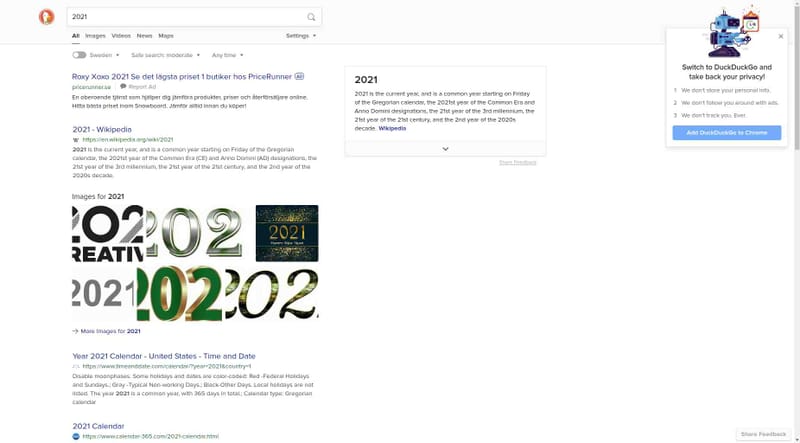 2021
All Images Videos News Maps Settings
Sweden Safe search: moderate Any time
Roxy Xoxo 2021 Se det lägsta priset 1 butiker hos PriceRunner Ad
pricerunner.se Report Ad
En oberoende tjänst som hjälper dig jämföra produkter, priser och återförsäljare online.
Hitta bästa priset inom Snowboard. Jämför alltid innan du köper!
2021 - Wikipedia
W https://en.wikipedia.org/wiki/2021
2021 is the current year, and is a common year starting on Friday of the Gregorian
calendar, the 2021st year of the Common Era (CE) and Anno Domini (AD) designations, the
21st year of the 3rd millennium, the 21st year of the 21st century, and the 2nd year of the
2020s decade.
Images for 2021
202
CREATIV
2021
2021
2021
202
202
→ More Images for 2021
Year 2021 Calendar - United States - Time and Date
https://www.timeanddate.com/calendar/?year=2021&country=1
Disable moonphases. Some holidays and dates are color-coded: Red -Federal Holidays
and Sundays.; Gray -Typical Non-working Days.; Black-Other Days. Local holidays are not
listed. The year 2021 is a common year, with 365 days in total.; Calendar type: Gregorian
calendar
2021 Calendar
https://www.calendar-365.com/2021-calendar.html
2021
2021 is the current year, and is a common year starting on Friday
of the Gregorian calendar, the 2021st year of the Common Era and
Anno Domini designations, the 21st year of the 3rd millennium, the
21st year of the 21st century, and the 2nd year of the 2020s
decade. Wikipedia
Share Feedback
Switch to DuckDuckGo and
take back your privacy!
1 We don't store your personal info.
2 We don't follow you around with ads.
3 We don't track you. Ever.
Add DuckDuckGo to Chrome
Share Feedback